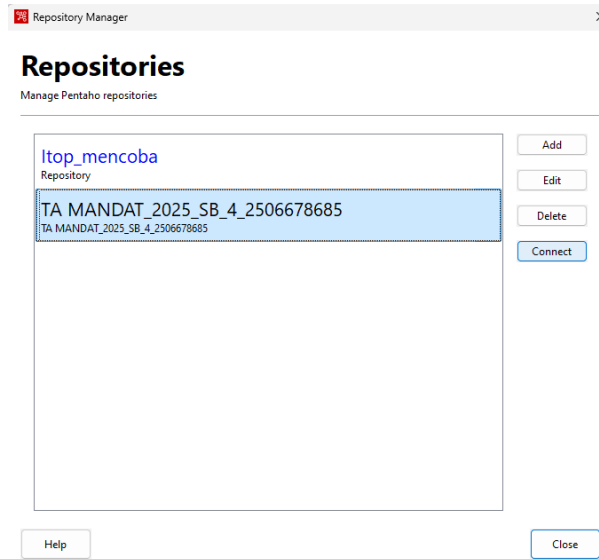 Repository Manager
Repositories
Manage Pentaho repositories
Itop_mencoba
Repository
TA MANDAT_2025_SB_4_2506678685
TA MANDAT_2025_SB_4_2506678685
Add
Edit
Delete
Connect
Help
Close